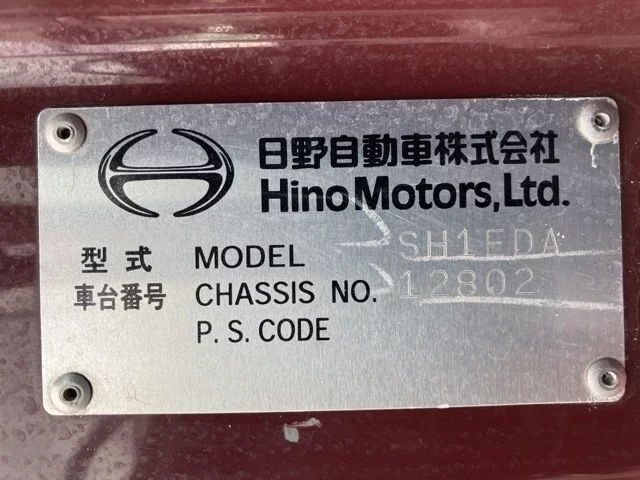 日野自動車株式会社
Hino Motors, Ltd.
型式 MODEL SH1EDA
車台番号 CHASSIS NO. 12802
P. S. CODE